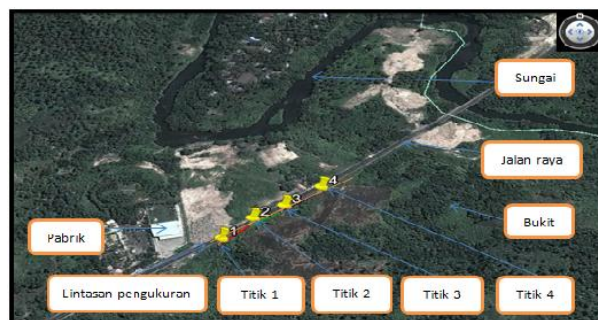 Sungai
Jalan raya
4
3
2
1
Bukit
Pabrik
Lintasan pengukuran
Titik 1
Titik 2
Titik 3
Titik 4